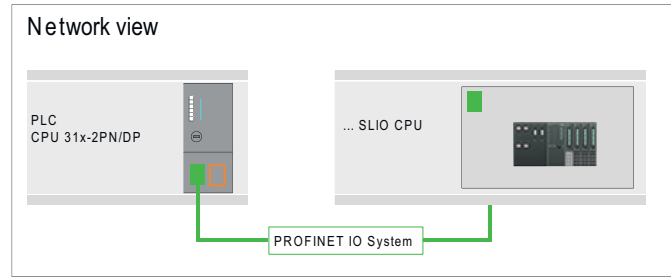 Network view
PLC
CPU 31x-2PN/DP
... SLIO CPU
PROFINET IO System